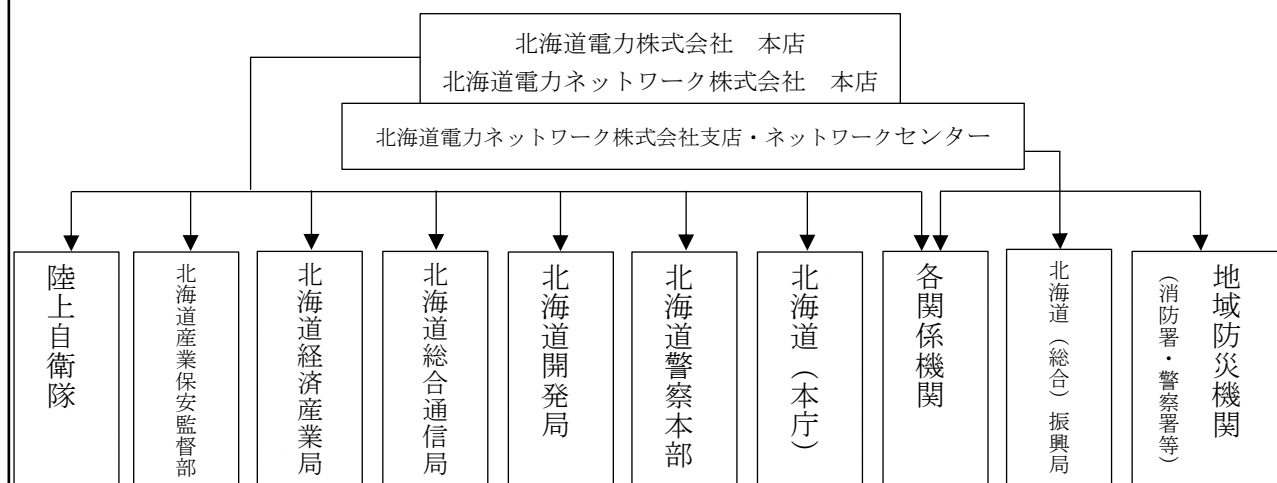 北海道電力株式会社　本店
北海道電力ネットワーク株式会社　本店
北海道電力ネットワーク株式会社支店・ネットワークセンター
陸上自衛隊
北海道産業保安監督部
北海道経済産業局
北海道総合通信局
北海道開発局
北海道警察本部
北海道（本庁）
各関係機関
北海道（総合）振興局
地域防災機関
（消防署・警察署等）